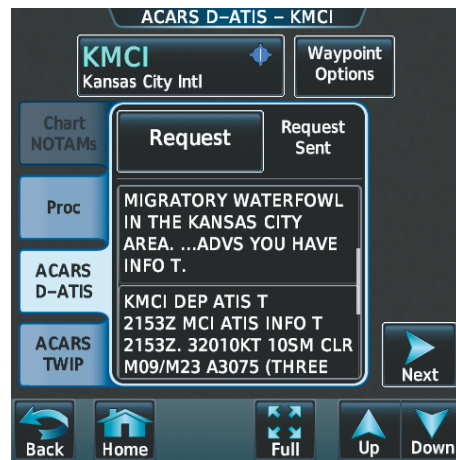 ACARS D–ATIS – KMCI
KMCI
Kansas City Intl
Waypoint
Options
Chart
NOTAMs
Proc
ACARS
D–ATIS
ACARS
TWIP
Request
Request
Sent
MIGRATORY WATERFOWL
IN THE KANSAS CITY
AREA. ...ADVS YOU HAVE
INFO T.
KMCI DEP ATIS T
2153Z MCI ATIS INFO T
2153Z. 32010KT 10SM CLR
M09/M23 A3075 (THREE
Next
Back
Home
Full
Up
Down